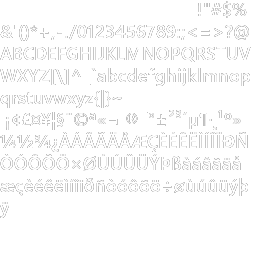 !"#$%
&'()*+,-./0123456789:;<=>?@
ABCDEFGHIJKLMNOPQRSTUV
WXYZ[\]^_`abcdefghijklmnop
qrstuvwxyz{|}~
¡¢£¤¥¦§¨©ª«¬ ® ¯°±²³´µ¶·¸¹º»
¼½¾¿ÀÁÂÃÄÅÆÇÈÉÊËÌÍÎÏÐÑ
ÒÓÔÕÖ×ØÙÚÛÜÝÞßàáâãäå
æçèéêëìíîïðñòóôõö÷øùúûüýþ
ÿ